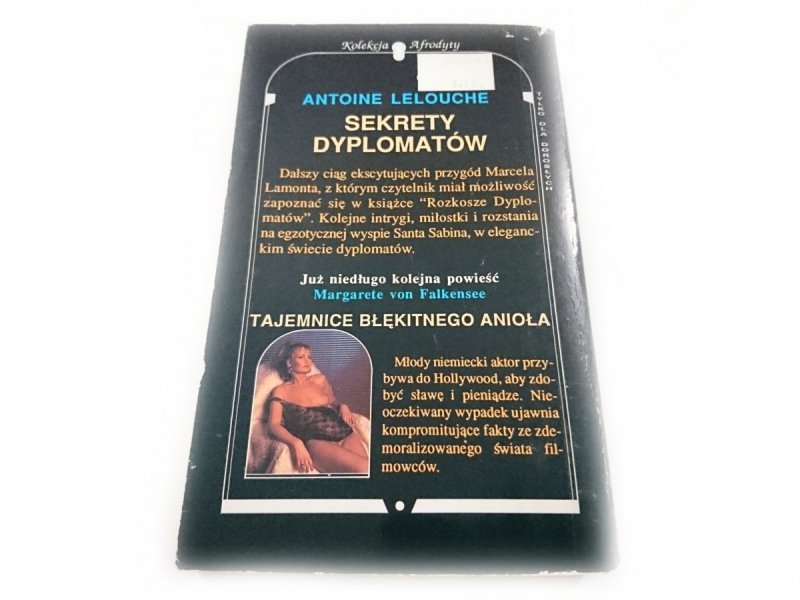 Kolekcja Afrodyty
ANTOINE LELOUCHE
SEKRETY
DYPLOMATÓW
Dalszy ciąg ekscytujących przygód Marcela
Lamonta, z którym czytelnik miał możliwość
zapoznać się w książce “Rozkosze Dyplo-
matów”. Kolejne intrygi, miłostki i rozstania
na egzotycznej wyspie Santa Sabina, w eleganc-
kim świecie dyplomatów.
Już niedługo kolejna powieść
Margarete von Falkensee
TAJEMNICE BŁĘKITNEGO ANIOŁA
Młody niemiecki aktor przy-
bywa do Hollywood, aby zdo-
być sławę i pieniądze. Nie-
oczekiwany wypadek ujawnia
kompromitujące fakty ze zde-
moralizowanego świata fil-
mowców.
TYLKO DLA DOROSŁYCH